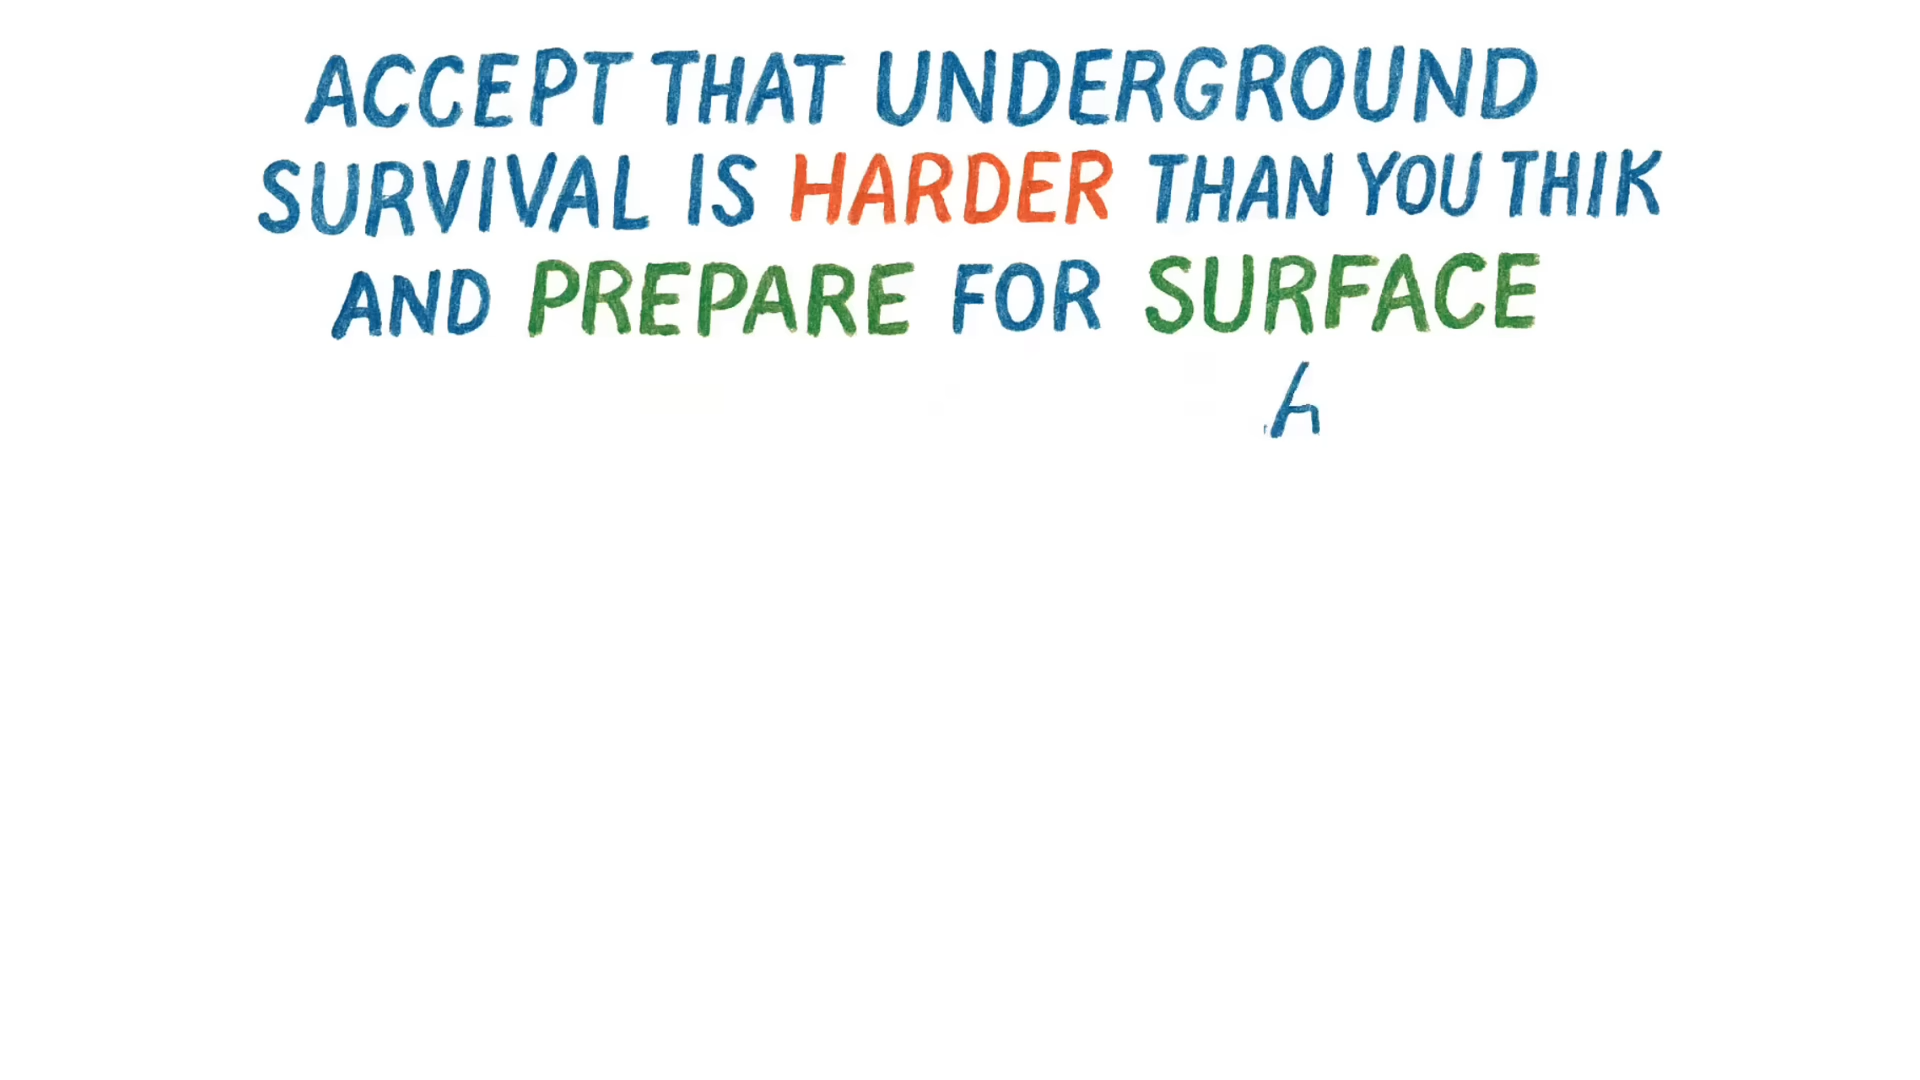 ACCEPT THAT UNDERGROUND
SURVIVAL IS HARDER THAN YOU THIK
AND PREPARE FOR SURFACE